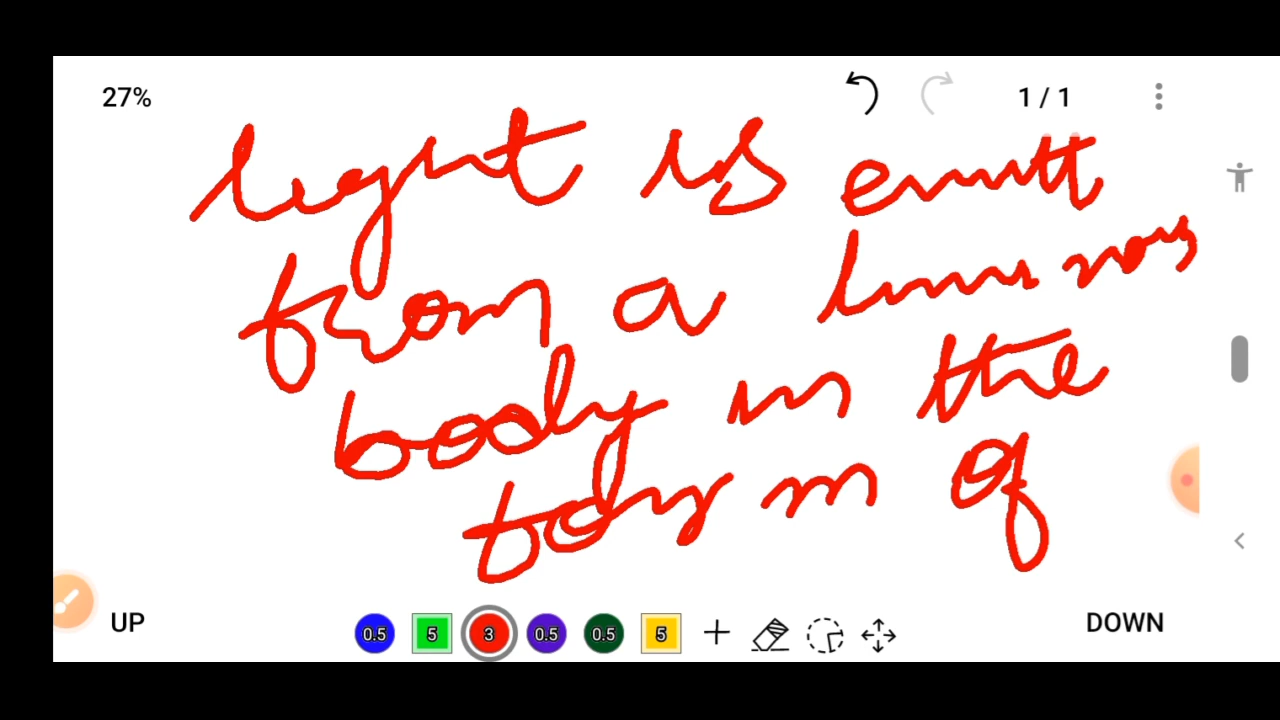 27%
1 / 1
light is emitt
from a luminous
body in the
form of
UP
0.5
5
3
0.5
0.5
5
DOWN